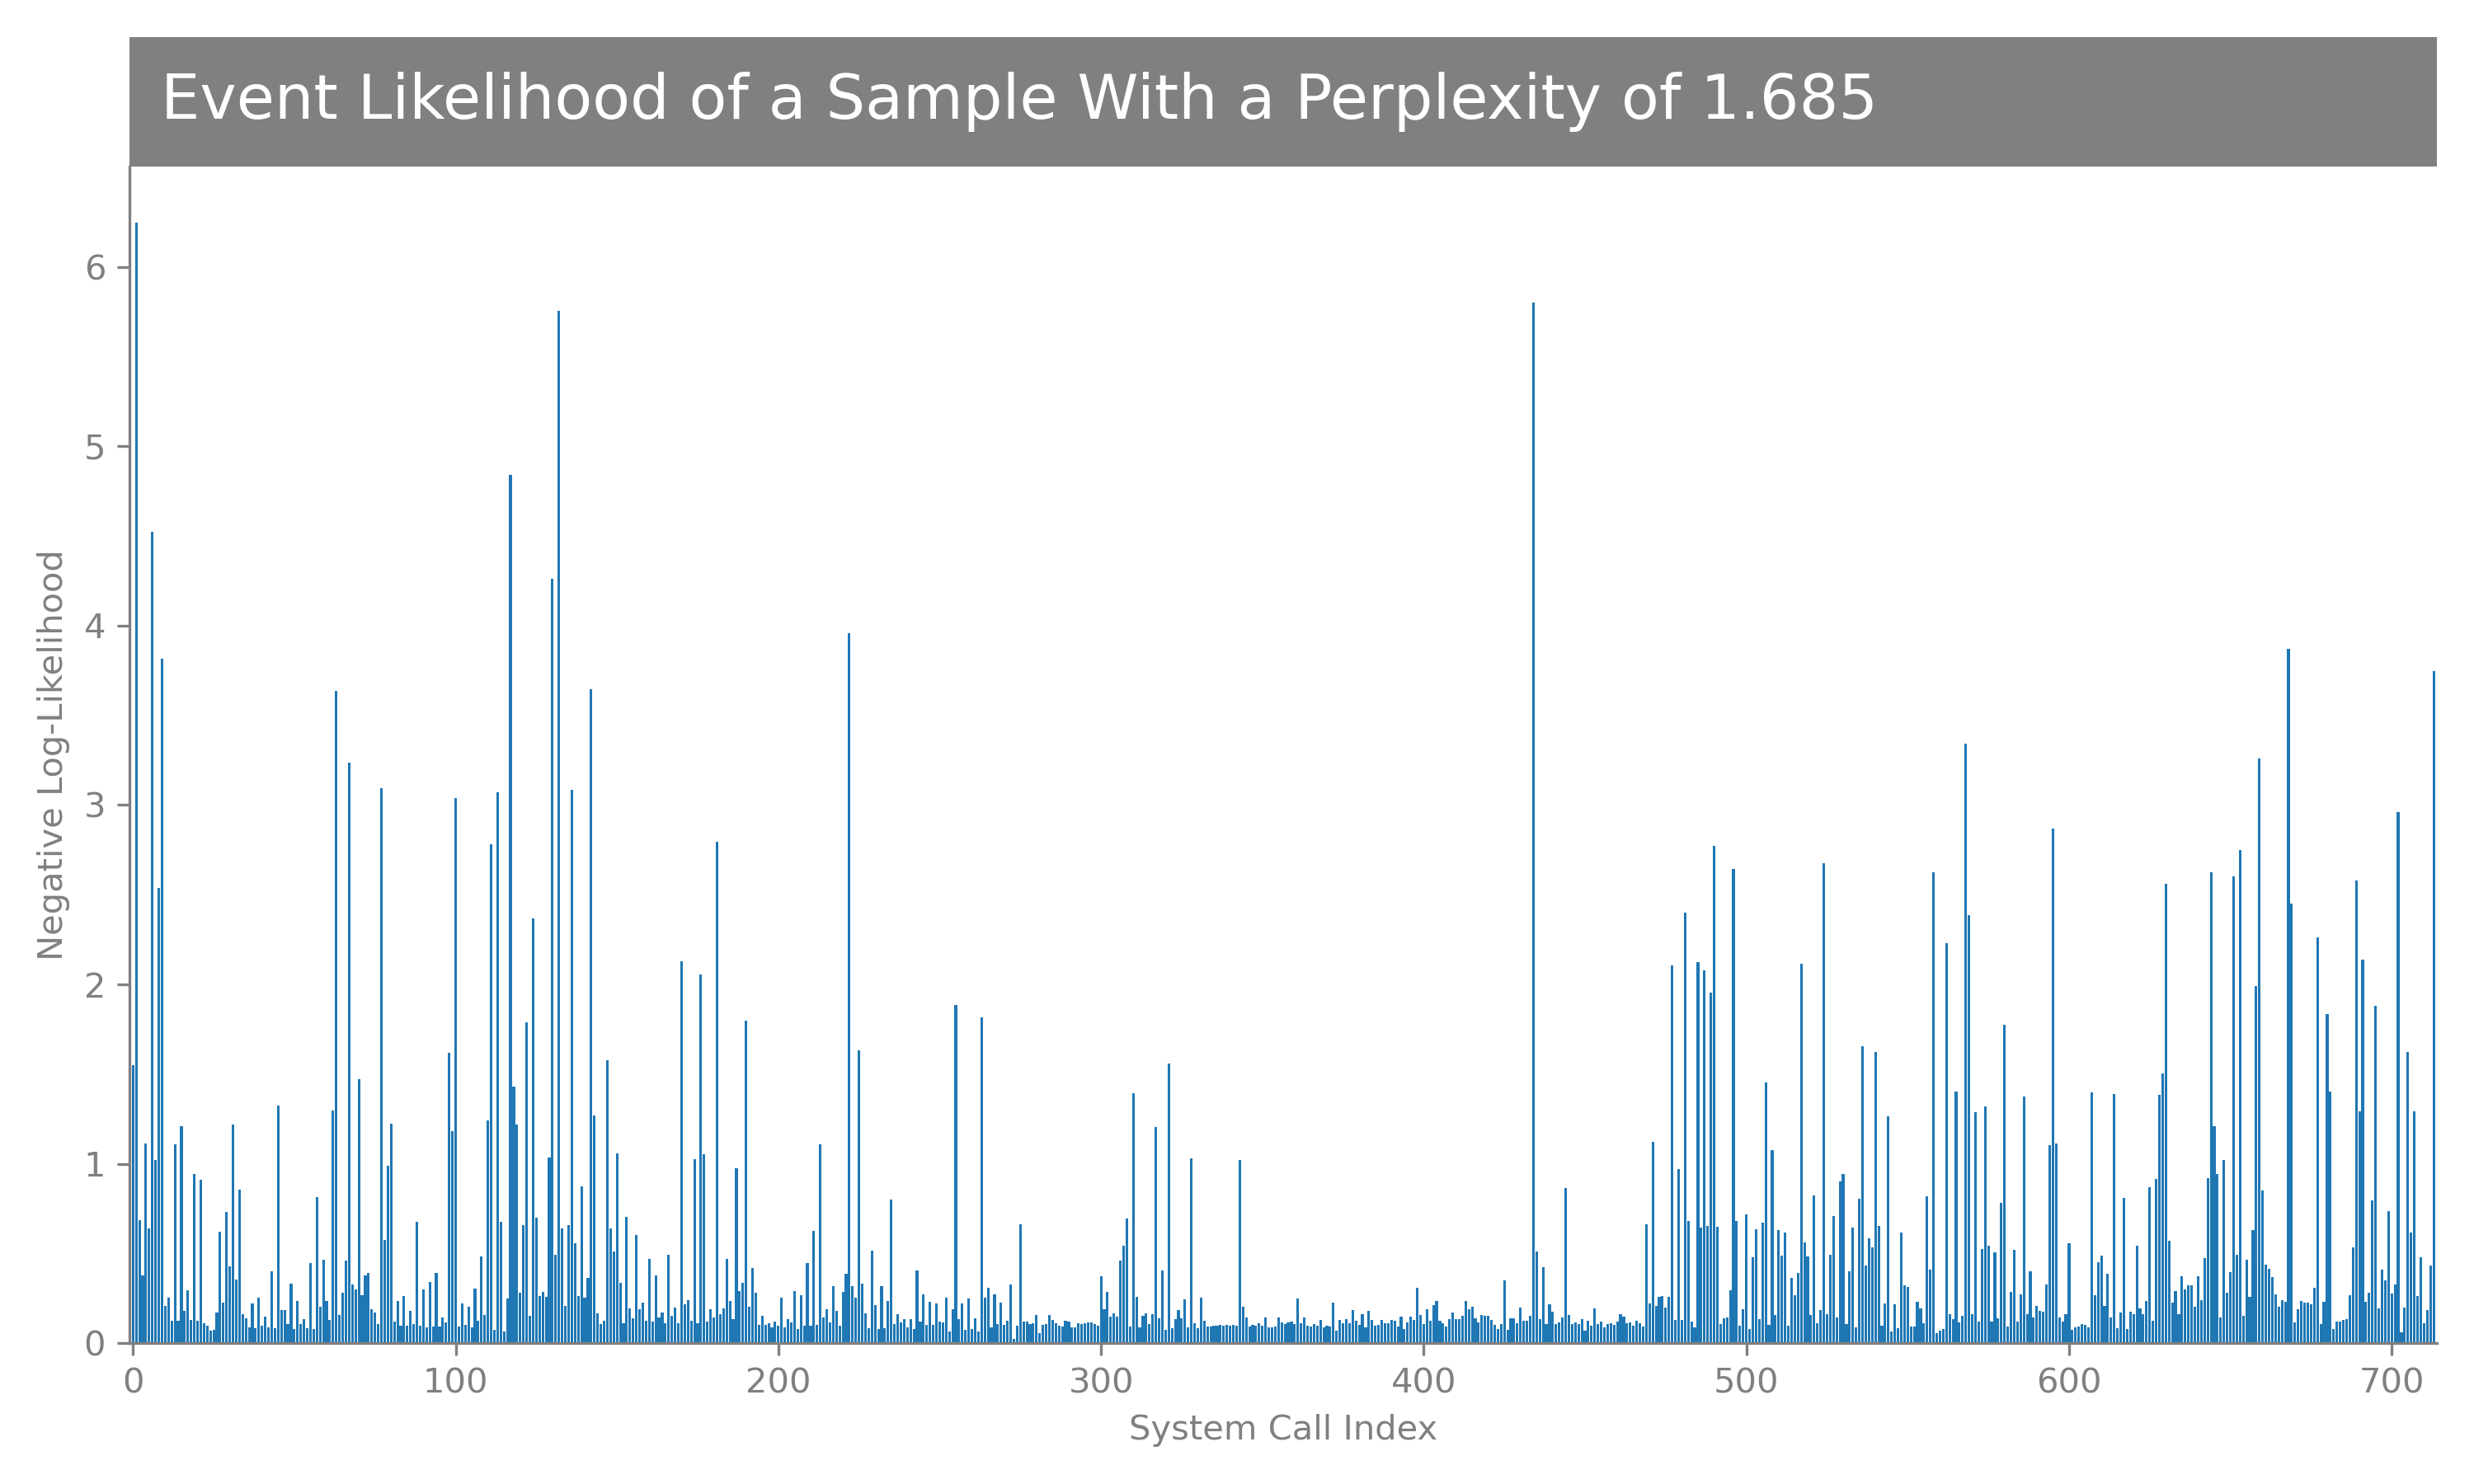 Event Likelihood of a Sample With a Perplexity of 1.685
Negative Log-Likelihood
6
5
4
3
2
1
0
0 100 200 300 400 500 600 700
System Call Index